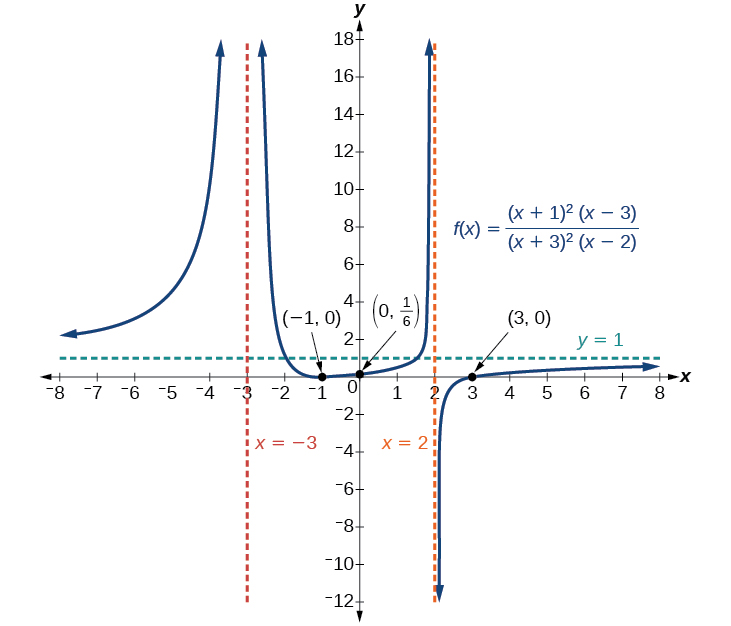 y
18
16
14
12
10
8
f(x) = (x + 1)² (x − 3) / (x + 3)² (x − 2)
6
4
(−1, 0) (0, 1/6) (3, 0)
2
y = 1
−8 −7 −6 −5 −4 −3 −2 −1 0 1 2 3 4 5 6 7 8 x
−2
x = −3 x = 2
−4
−6
−8
−10
−12